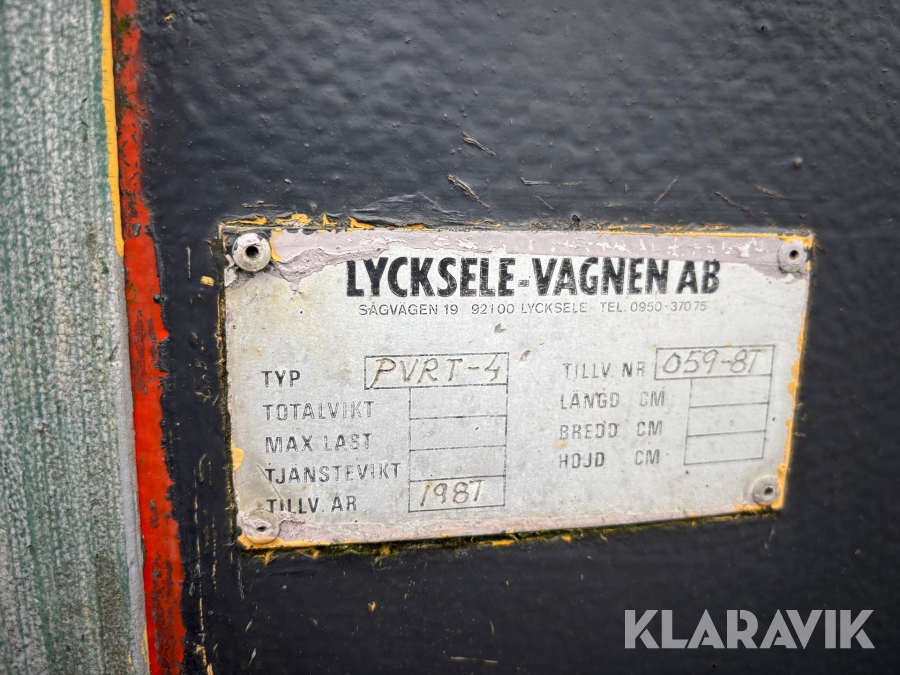 LYCKSELE-VAGNEN AB
SÅGVÄGEN 19 92100 LYCKSELE TEL. 0950-37075
TYP PVRT-4
TOTALVIKT
MAX LAST
TJÄNSTEVIKT
TILLV. ÅR 1987
TILLV. NR 059-87
LÄNGD CM
BREDD CM
HÖJD CM
KLARAVIK